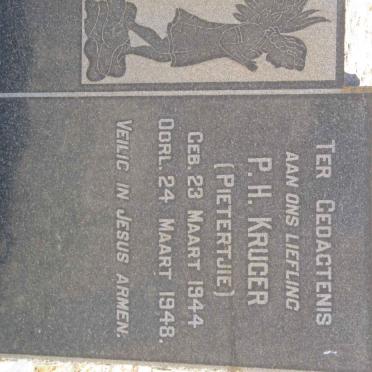 TER GEDAGTENIS
AAN ONS LIEFLING
P. H. KRUGER
(PIETERTJIE)
GEB. 23 MAART 1944
OORL. 24 MAART 1948.
VEILIG IN JESUS ARMEN.